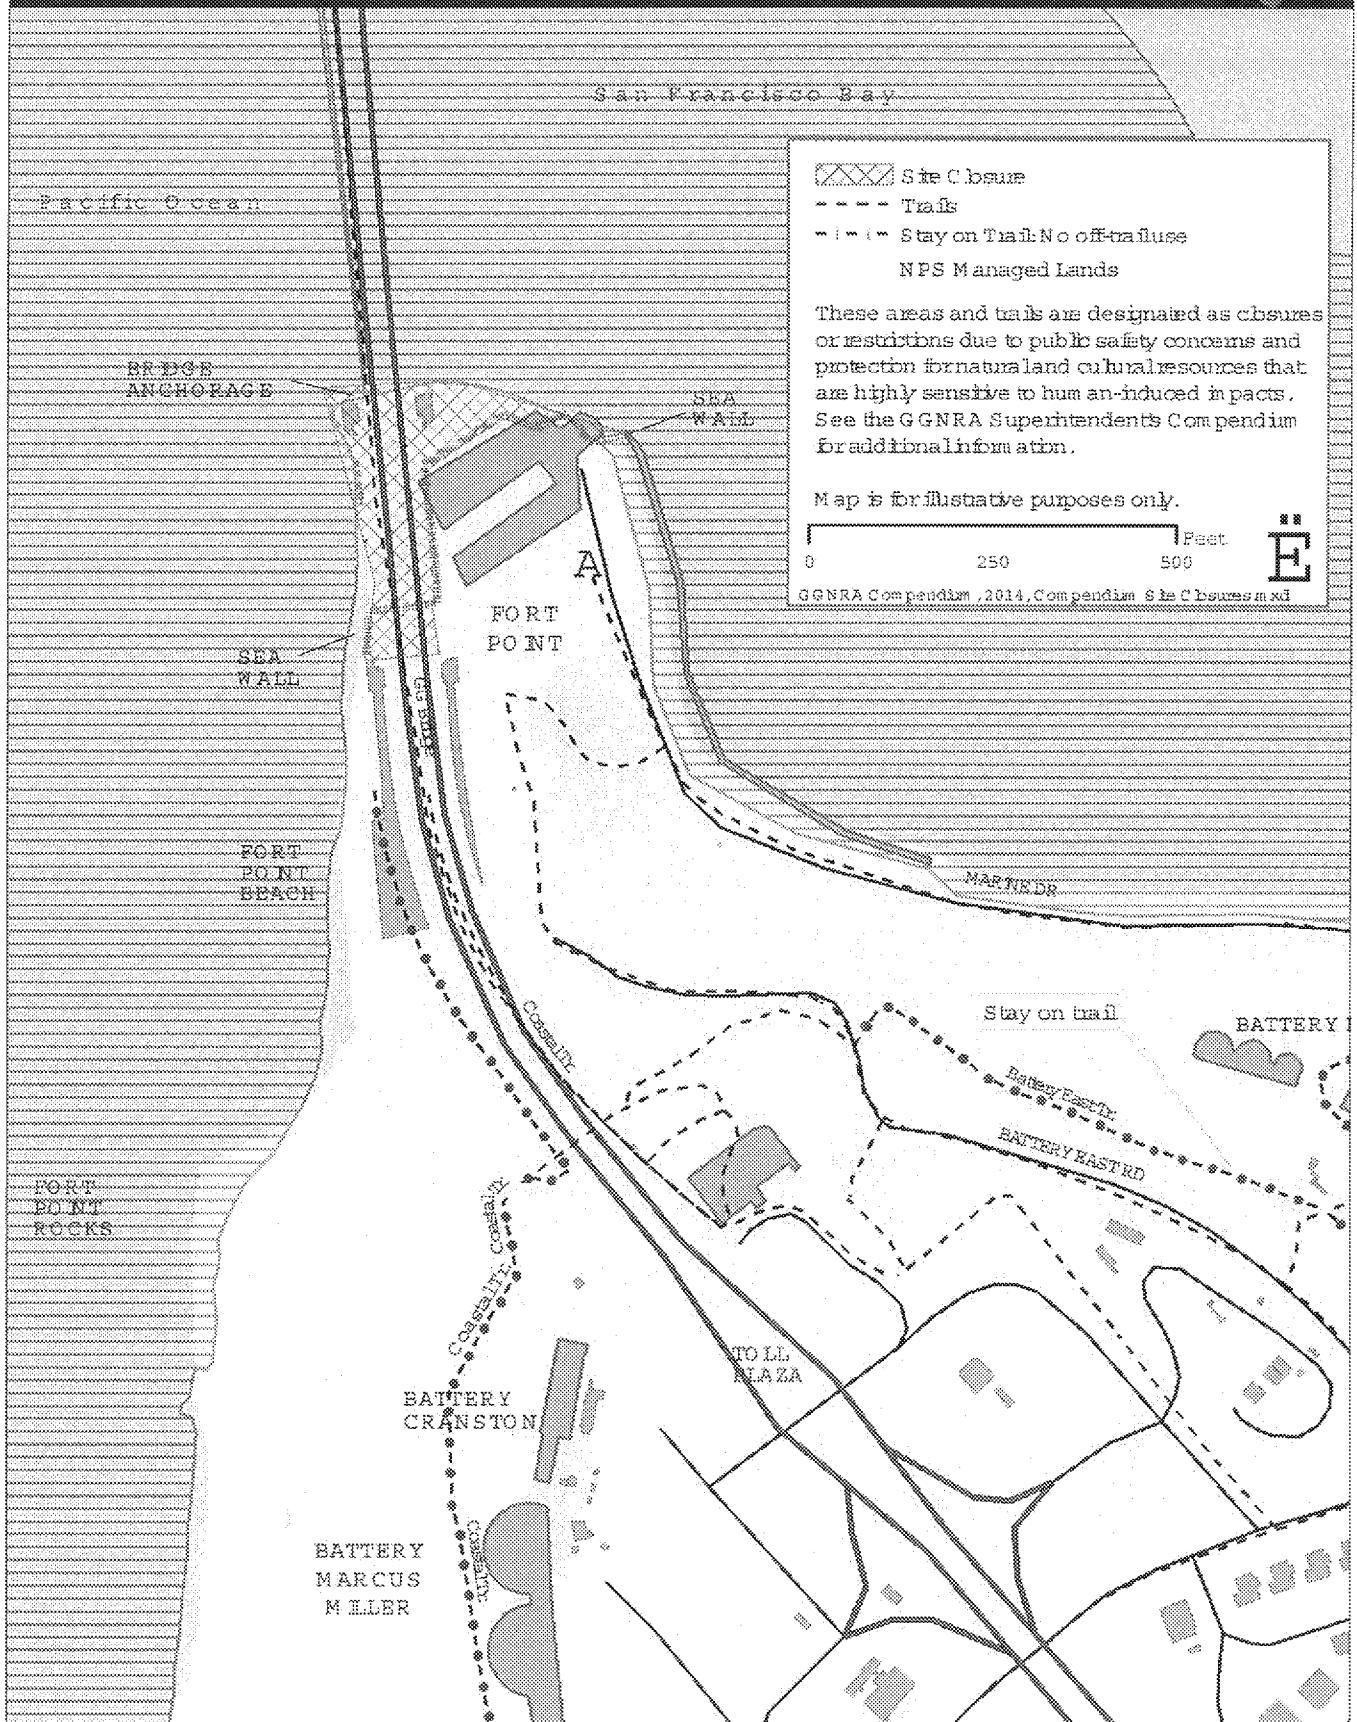 San Francisco Bay
Pacific Ocean
Site Closure
Trails
Stay on Trail: No off-trail use
NPS Managed Lands
These areas and trails are designated as closures
or restrictions due to public safety concerns and
protection for natural and cultural resources that
are highly sensitive to human-induced impacts.
See the GGNRA Superintendent's Compendium
for additional information.
Map is for illustrative purposes only.
Feet
0 250 500
Ë
GGNRA Compendium, 2014, Compendium Site Closures.mxd
BRIDGE
ANCHORAGE
SEA
WALL
A
FORT
POINT
SEA
WALL
FORT
POINT
BEACH
MARINE DR
Coastal Tr.
Stay on trail
BATTERY
Battery East Tr.
BATTERY EAST RD
FORT
POINT
ROCKS
Coastal Tr.
Coastal Tr.
TOLL
PLAZA
BATTERY
CRANSTON
Coastal Tr.
BATTERY
MARCUS
MILLER